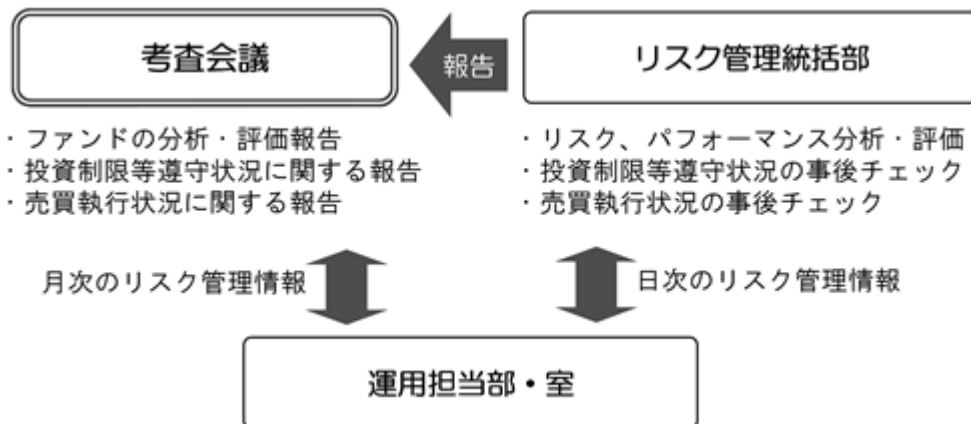 考査会議
報告
リスク管理統括部
・ファンドの分析・評価報告
・投資制限等遵守状況に関する報告
・売買執行状況に関する報告
・リスク、パフォーマンス分析・評価
・投資制限等遵守状況の事後チェック
・売買執行状況の事後チェック
月次のリスク管理情報
日次のリスク管理情報
運用担当部・室